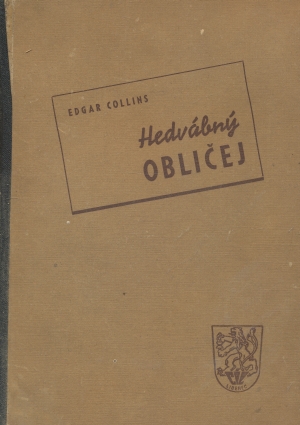 EDGAR COLLINS
Hedvábný
OBLIČEJ